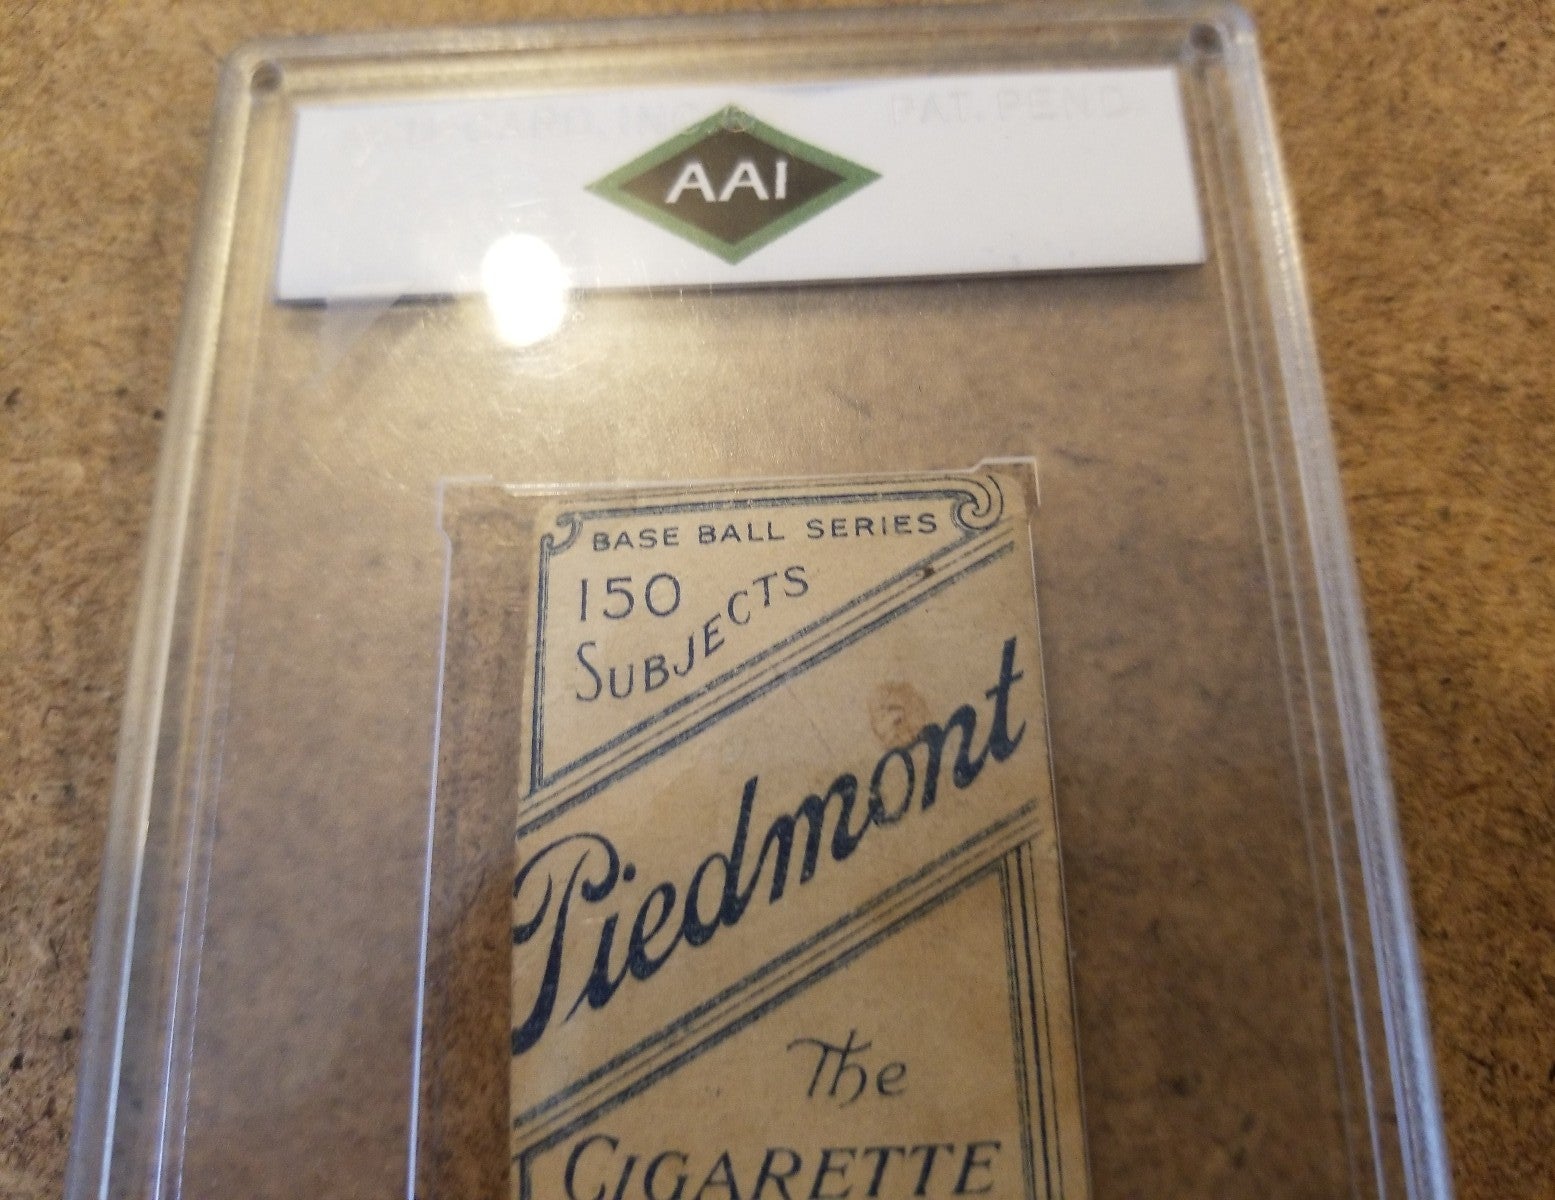 PAT. PEND.
AAI
BASE BALL SERIES
150
SUBJECTS
Piedmont
The
CIGARETTE